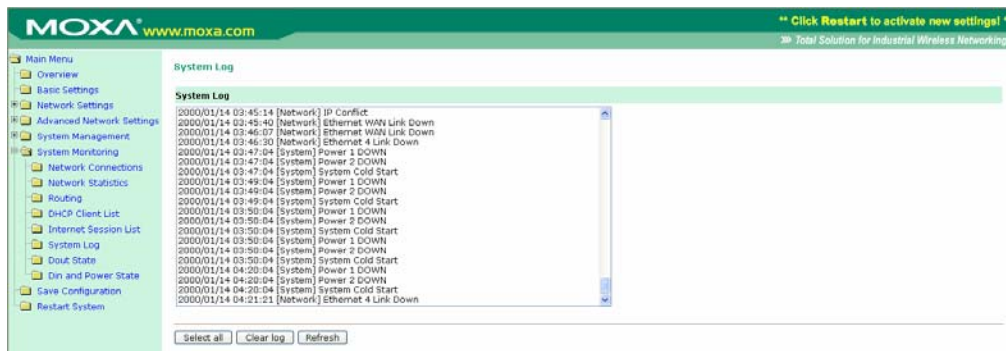 MOXA® www.moxa.com
** Click Restart to activate new settings! *
Total Solution for Industrial Wireless Networking
Main Menu
Overview
Basic Settings
Network Settings
Advanced Network Settings
System Management
System Monitoring
Network Connections
Network Statistics
Routing
DHCP Client List
Internet Session List
System Log
Dout State
Din and Power State
Save Configuration
Restart System
System Log
System Log
2000/01/14 03:45:14 [Network] IP Conflict
2000/01/14 03:45:40 [Network] Ethernet WAN Link Down
2000/01/14 03:46:07 [Network] Ethernet WAN Link Down
2000/01/14 03:46:30 [Network] Ethernet 4 Link Down
2000/01/14 03:47:04 [System] Power 1 DOWN
2000/01/14 03:47:04 [System] Power 2 DOWN
2000/01/14 03:47:04 [System] System Cold Start
2000/01/14 03:49:04 [System] Power 1 DOWN
2000/01/14 03:49:04 [System] Power 2 DOWN
2000/01/14 03:49:04 [System] System Cold Start
2000/01/14 03:50:04 [System] Power 1 DOWN
2000/01/14 03:50:04 [System] Power 2 DOWN
2000/01/14 03:50:04 [System] System Cold Start
2000/01/14 03:50:04 [System] Power 1 DOWN
2000/01/14 03:50:04 [System] Power 2 DOWN
2000/01/14 03:50:04 [System] System Cold Start
2000/01/14 04:20:04 [System] Power 1 DOWN
2000/01/14 04:20:04 [System] Power 2 DOWN
2000/01/14 04:20:04 [System] System Cold Start
2000/01/14 04:21:21 [Network] Ethernet 4 Link Down
Select all
Clear log
Refresh